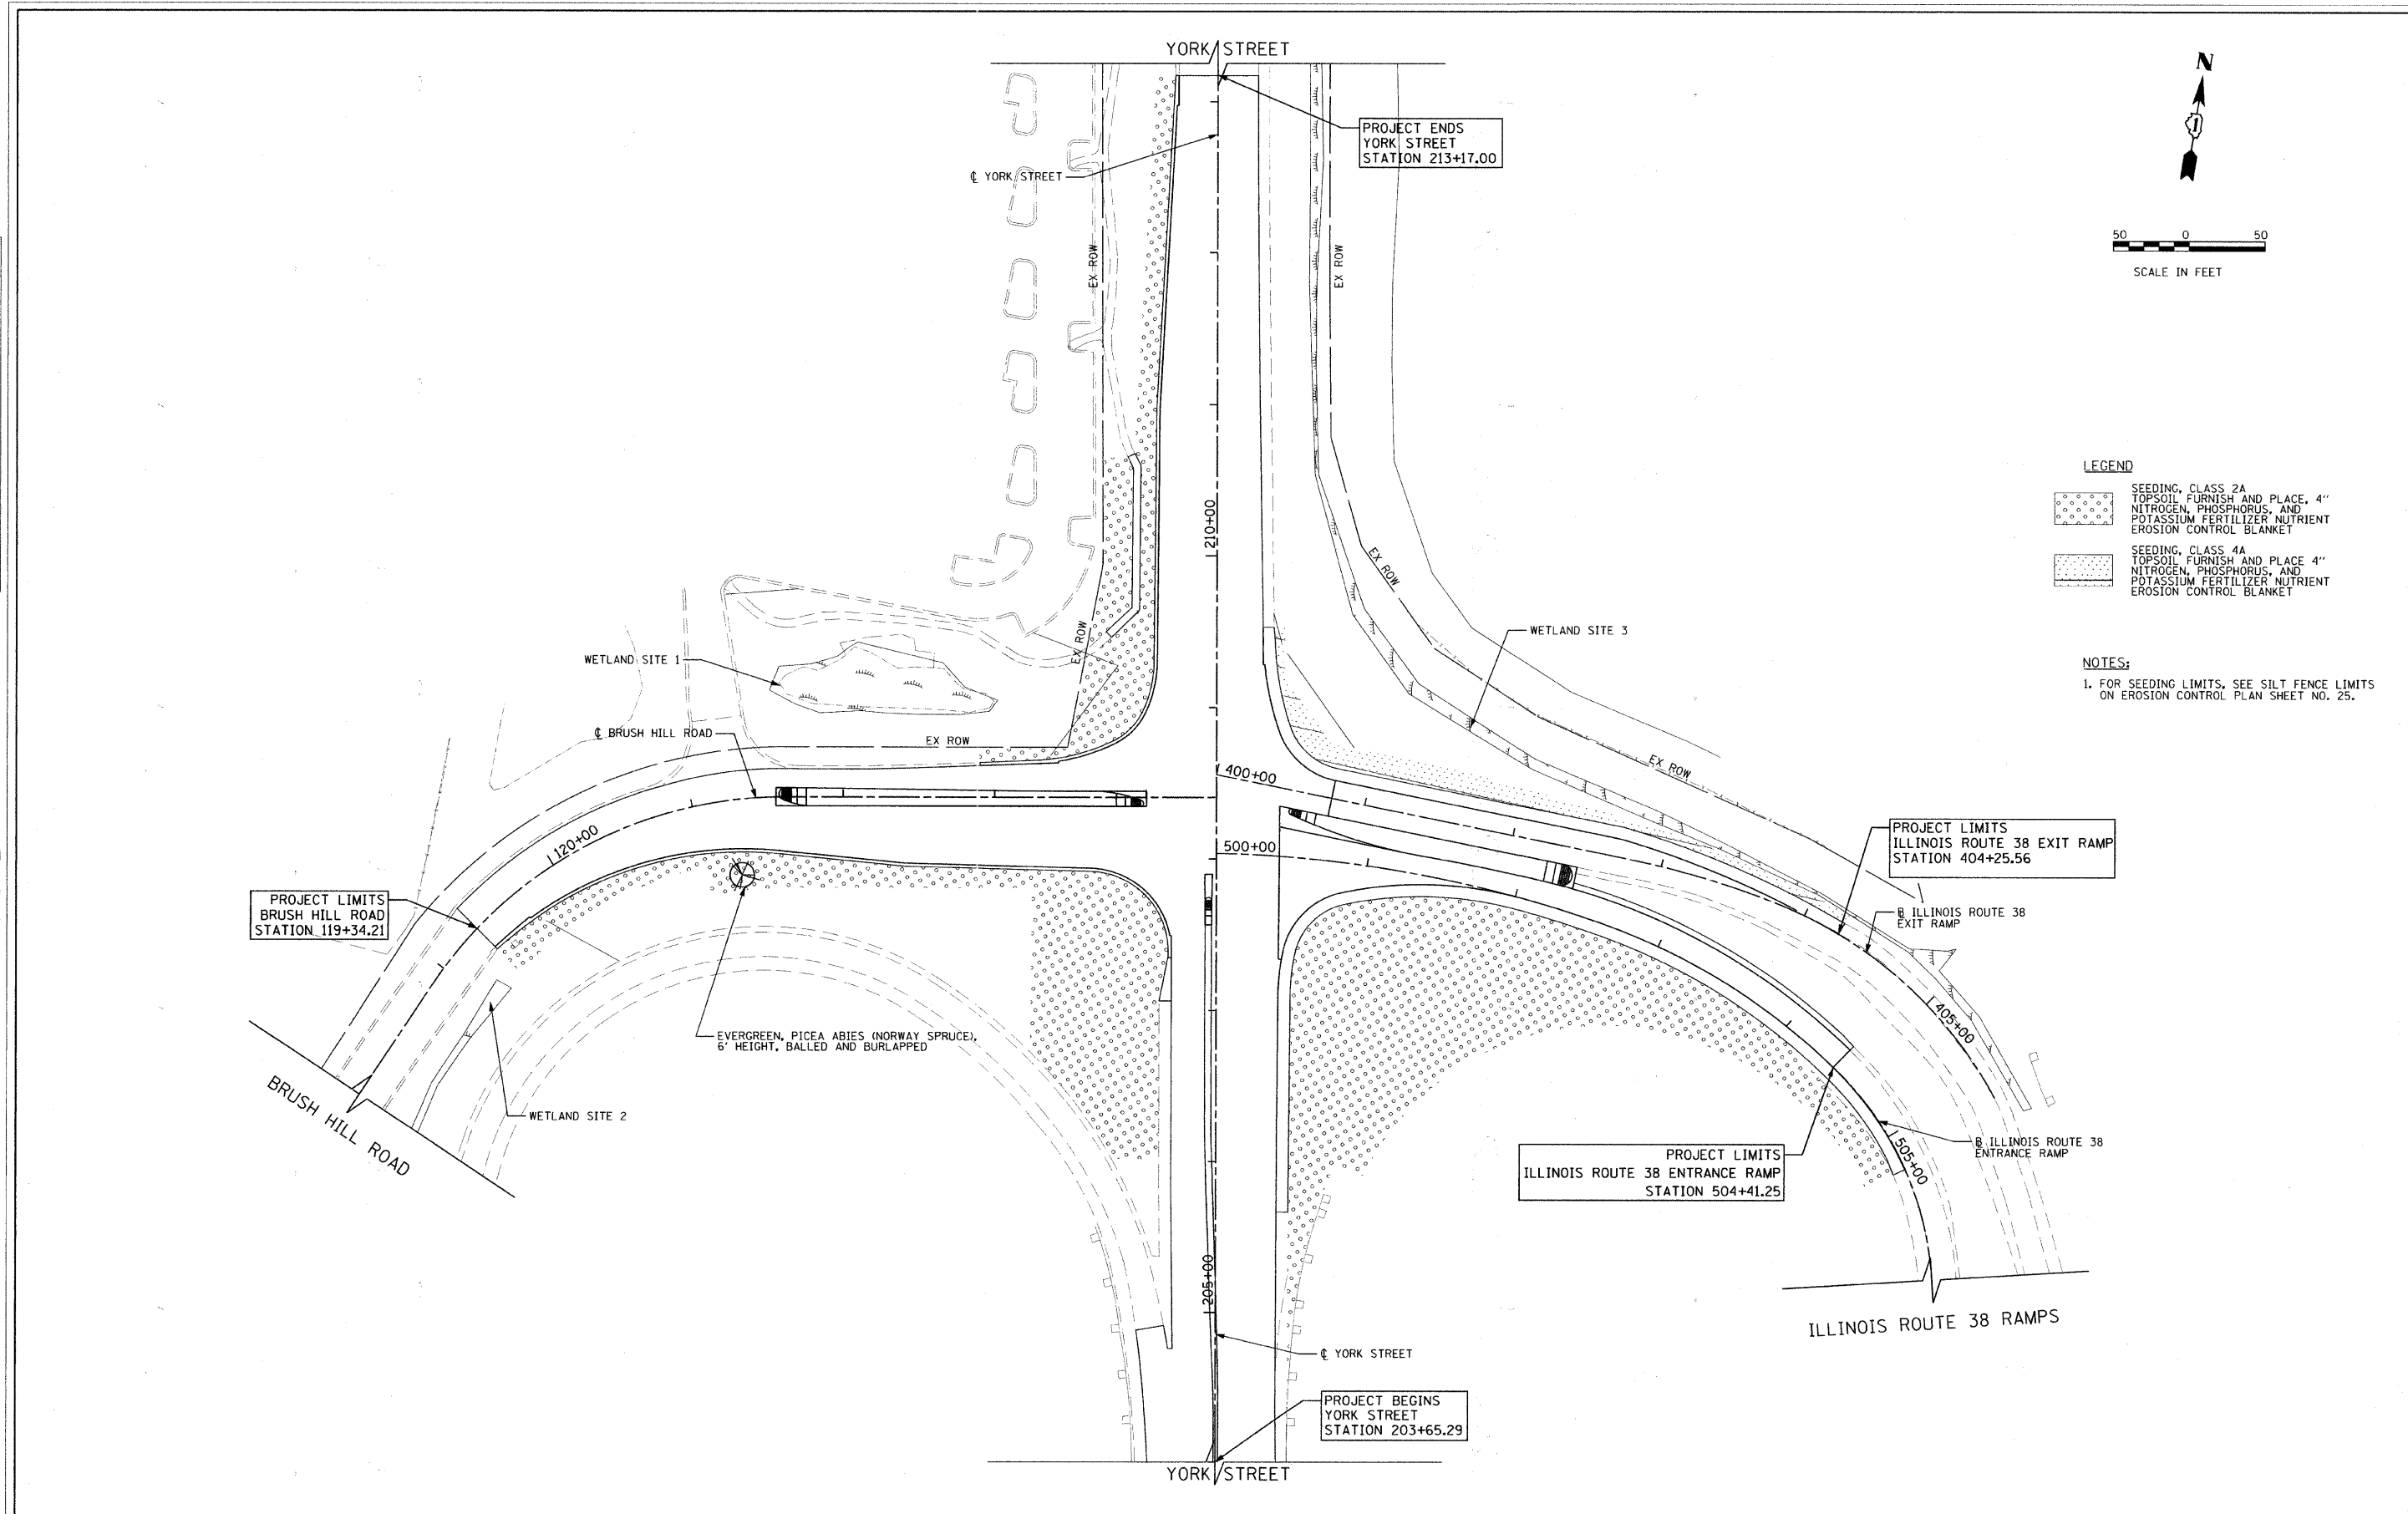 YORK STREET
N
PROJECT ENDS
YORK STREET
STATION 213+17.00
℄ YORK STREET
50 0 50
SCALE IN FEET
EX ROW
EX ROW
LEGEND
SEEDING, CLASS 2A
TOPSOIL FURNISH AND PLACE, 4''
NITROGEN, PHOSPHORUS, AND
POTASSIUM FERTILIZER NUTRIENT
EROSION CONTROL BLANKET
SEEDING, CLASS 4A
TOPSOIL FURNISH AND PLACE 4''
NITROGEN, PHOSPHORUS, AND
POTASSIUM FERTILIZER NUTRIENT
EROSION CONTROL BLANKET
210+00
EX ROW
EX ROW
WETLAND SITE 3
WETLAND SITE 1
NOTES:
1. FOR SEEDING LIMITS, SEE SILT FENCE LIMITS
ON EROSION CONTROL PLAN SHEET NO. 25.
℄ BRUSH HILL ROAD
EX ROW
EX ROW
400+00
120+00
500+00
PROJECT LIMITS
ILLINOIS ROUTE 38 EXIT RAMP
STATION 404+25.56
PROJECT LIMITS
BRUSH HILL ROAD
STATION 119+34.21
B ILLINOIS ROUTE 38
EXIT RAMP
405+00
EVERGREEN, PICEA ABIES (NORWAY SPRUCE),
6' HEIGHT, BALLED AND BURLAPPED
WETLAND SITE 2
BRUSH HILL ROAD
PROJECT LIMITS
ILLINOIS ROUTE 38 ENTRANCE RAMP
STATION 504+41.25
B ILLINOIS ROUTE 38
ENTRANCE RAMP
505+00
205+00
ILLINOIS ROUTE 38 RAMPS
℄ YORK STREET
PROJECT BEGINS
YORK STREET
STATION 203+65.29
YORK STREET